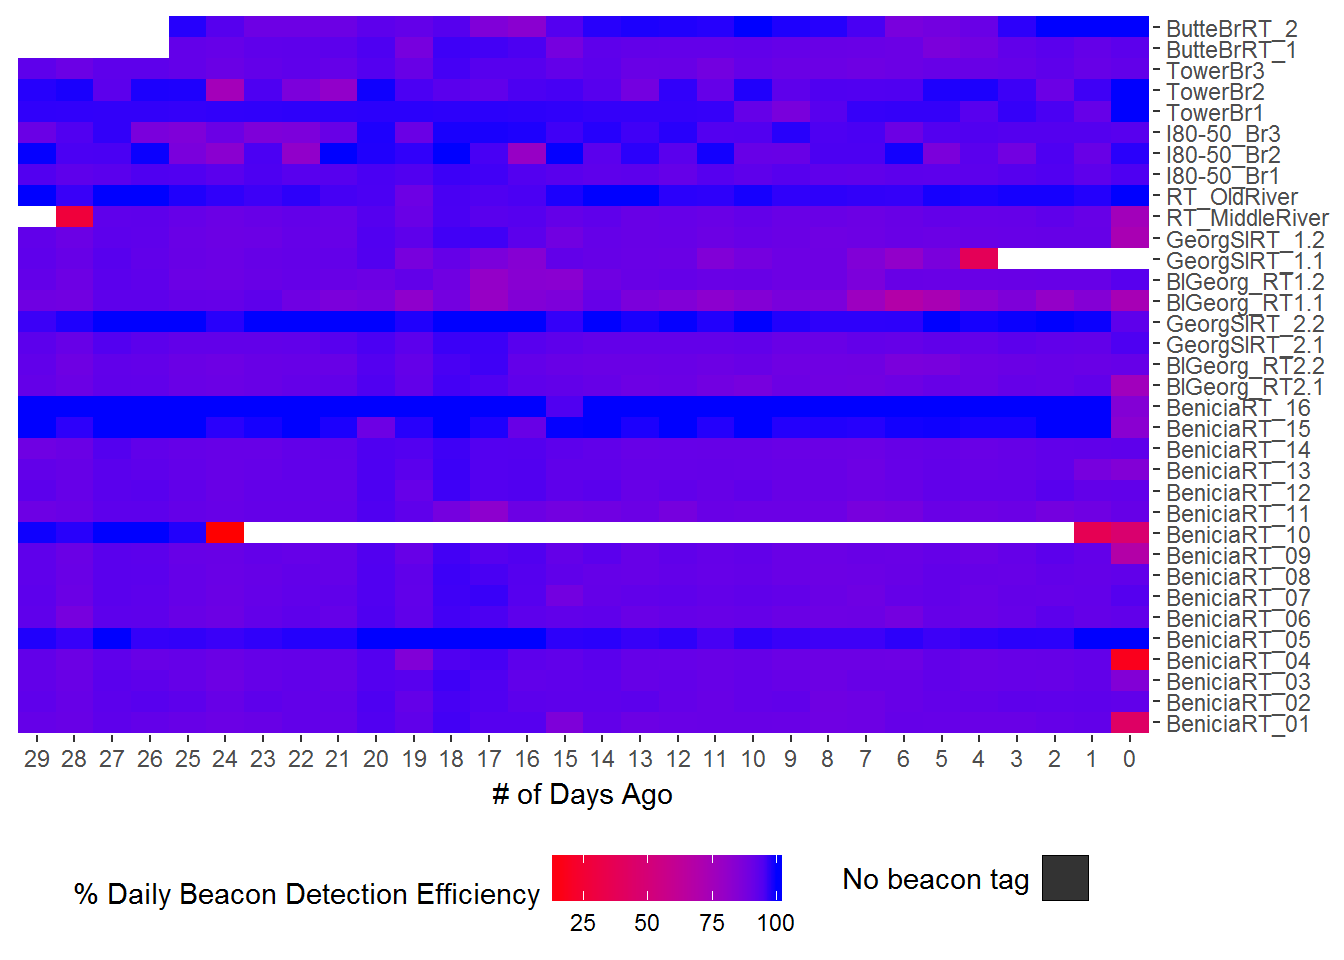 ButteBrRT_2
ButteBrRT_1
TowerBr3
TowerBr2
TowerBr1
I80-50_Br3
I80-50_Br2
I80-50_Br1
RT_OldRiver
RT_MiddleRiver
GeorgSlRT_1.2
GeorgSlRT_1.1
BlGeorg_RT1.2
BlGeorg_RT1.1
GeorgSlRT_2.2
GeorgSlRT_2.1
BlGeorg_RT2.2
BlGeorg_RT2.1
BeniciaRT_16
BeniciaRT_15
BeniciaRT_14
BeniciaRT_13
BeniciaRT_12
BeniciaRT_11
BeniciaRT_10
BeniciaRT_09
BeniciaRT_08
BeniciaRT_07
BeniciaRT_06
BeniciaRT_05
BeniciaRT_04
BeniciaRT_03
BeniciaRT_02
BeniciaRT_01
29 28 27 26 25 24 23 22 21 20 19 18 17 16 15 14 13 12 11 10 9 8 7 6 5 4 3 2 1 0
# of Days Ago
% Daily Beacon Detection Efficiency
25 50 75 100
No beacon tag